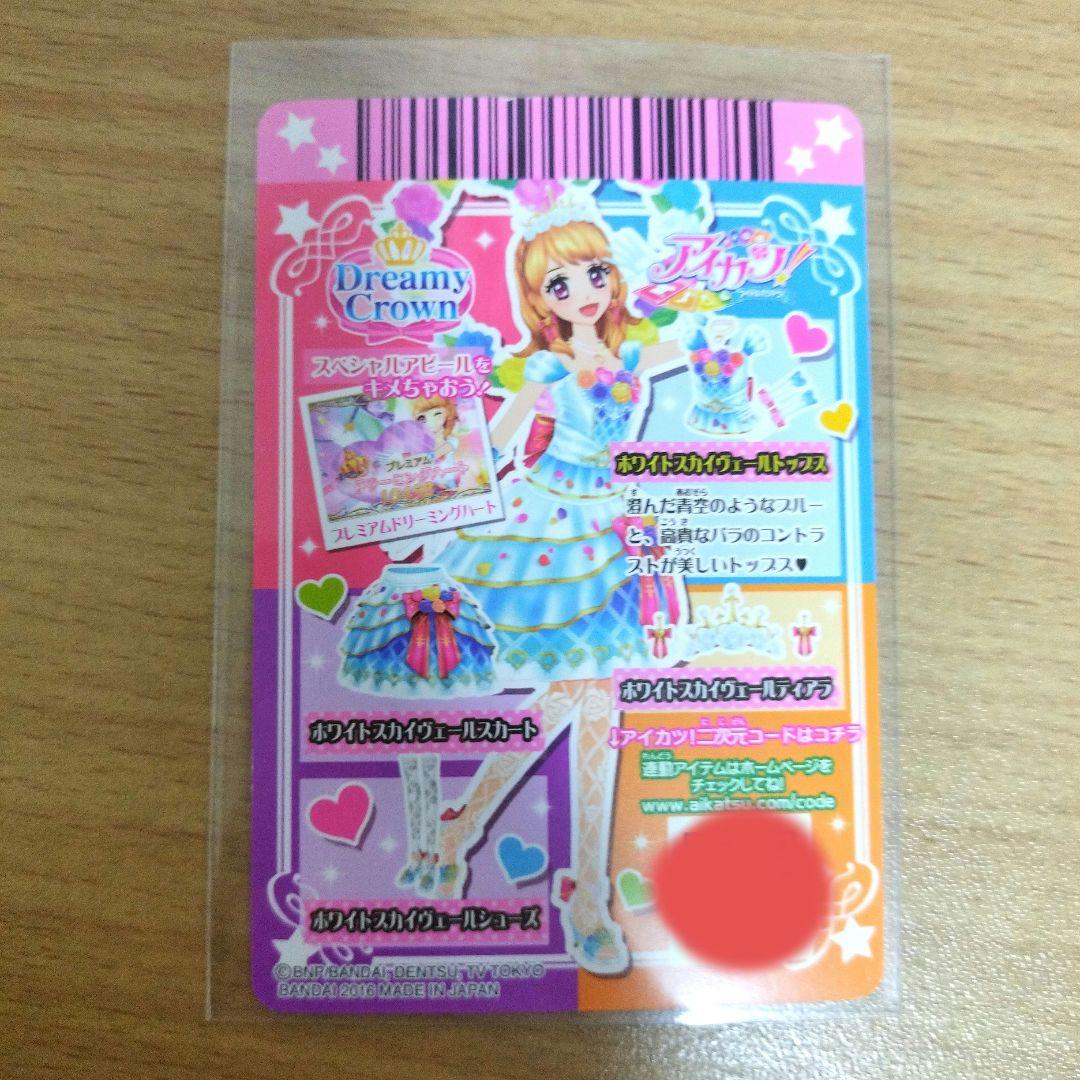 Dreamy
Crown
アイカツ!
スペシャルアピールを
キメちゃおう!
プレミアム
ドリーミングハート
プレミアムドリーミングハート
ホワイトスカイヴェールトップス
澄んだ青空のようなブルー
と、高貴なバラのコントラ
ストが美しいトップス♥
ホワイトスカイヴェールティアラ
ホワイトスカイヴェールスカート
↓アイカツ!二次元コードはコチラ
連動アイテムはホームページを
チェックしてね!
www.aikatsu.com/code
ホワイトスカイヴェールシューズ
©BNP/BANDAI, DENTSU, TV TOKYO
BANDAI 2016 MADE IN JAPAN